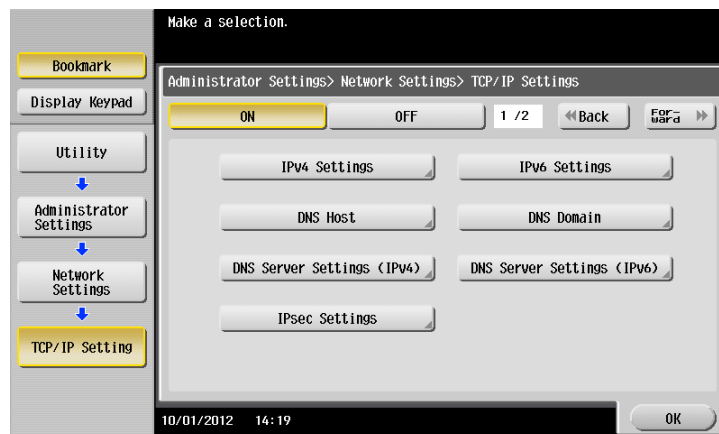 Make a selection.
Bookmark
Display Keypad
Utility
Administrator
Settings
Network
Settings
TCP/IP Setting
Administrator Settings> Network Settings> TCP/IP Settings
ON
OFF
1 /2
Back
For-
ward
IPv4 Settings
IPv6 Settings
DNS Host
DNS Domain
DNS Server Settings (IPv4)
DNS Server Settings (IPv6)
IPsec Settings
10/01/2012 14:19
OK